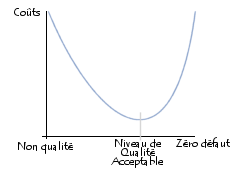 Coûts
Non qualité
Niveau de
Qualité
Acceptable
Zéro défaut